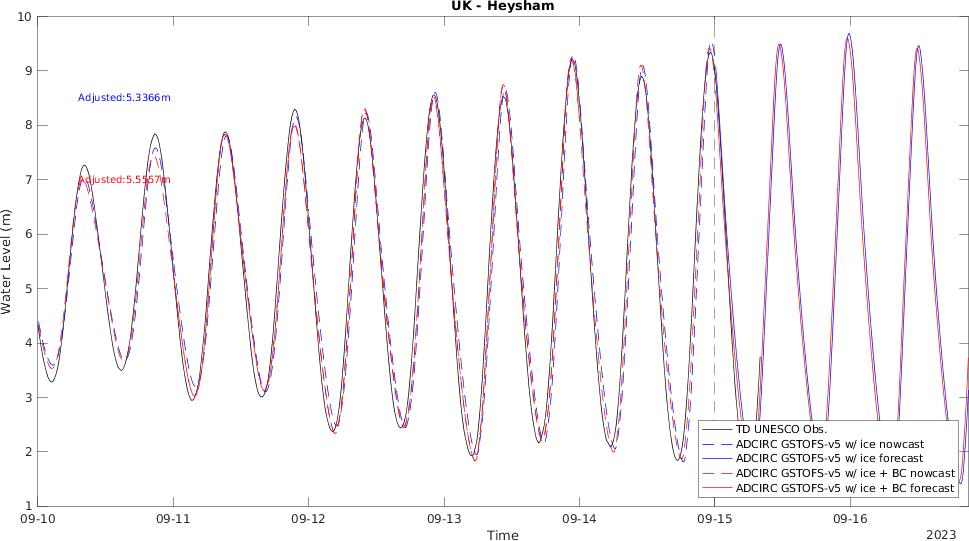 UK - Heysham
10
9
8
7
6
5
4
3
2
1
Water Level (m)
Adjusted:5.3366m
Adjusted:5.5557m
TD UNESCO Obs.
ADCIRC GSTOFS-v5 w/ ice nowcast
ADCIRC GSTOFS-v5 w/ ice forecast
ADCIRC GSTOFS-v5 w/ ice + BC nowcast
ADCIRC GSTOFS-v5 w/ ice + BC forecast
09-10 09-11 09-12 09-13 09-14 09-15 09-16
Time
2023